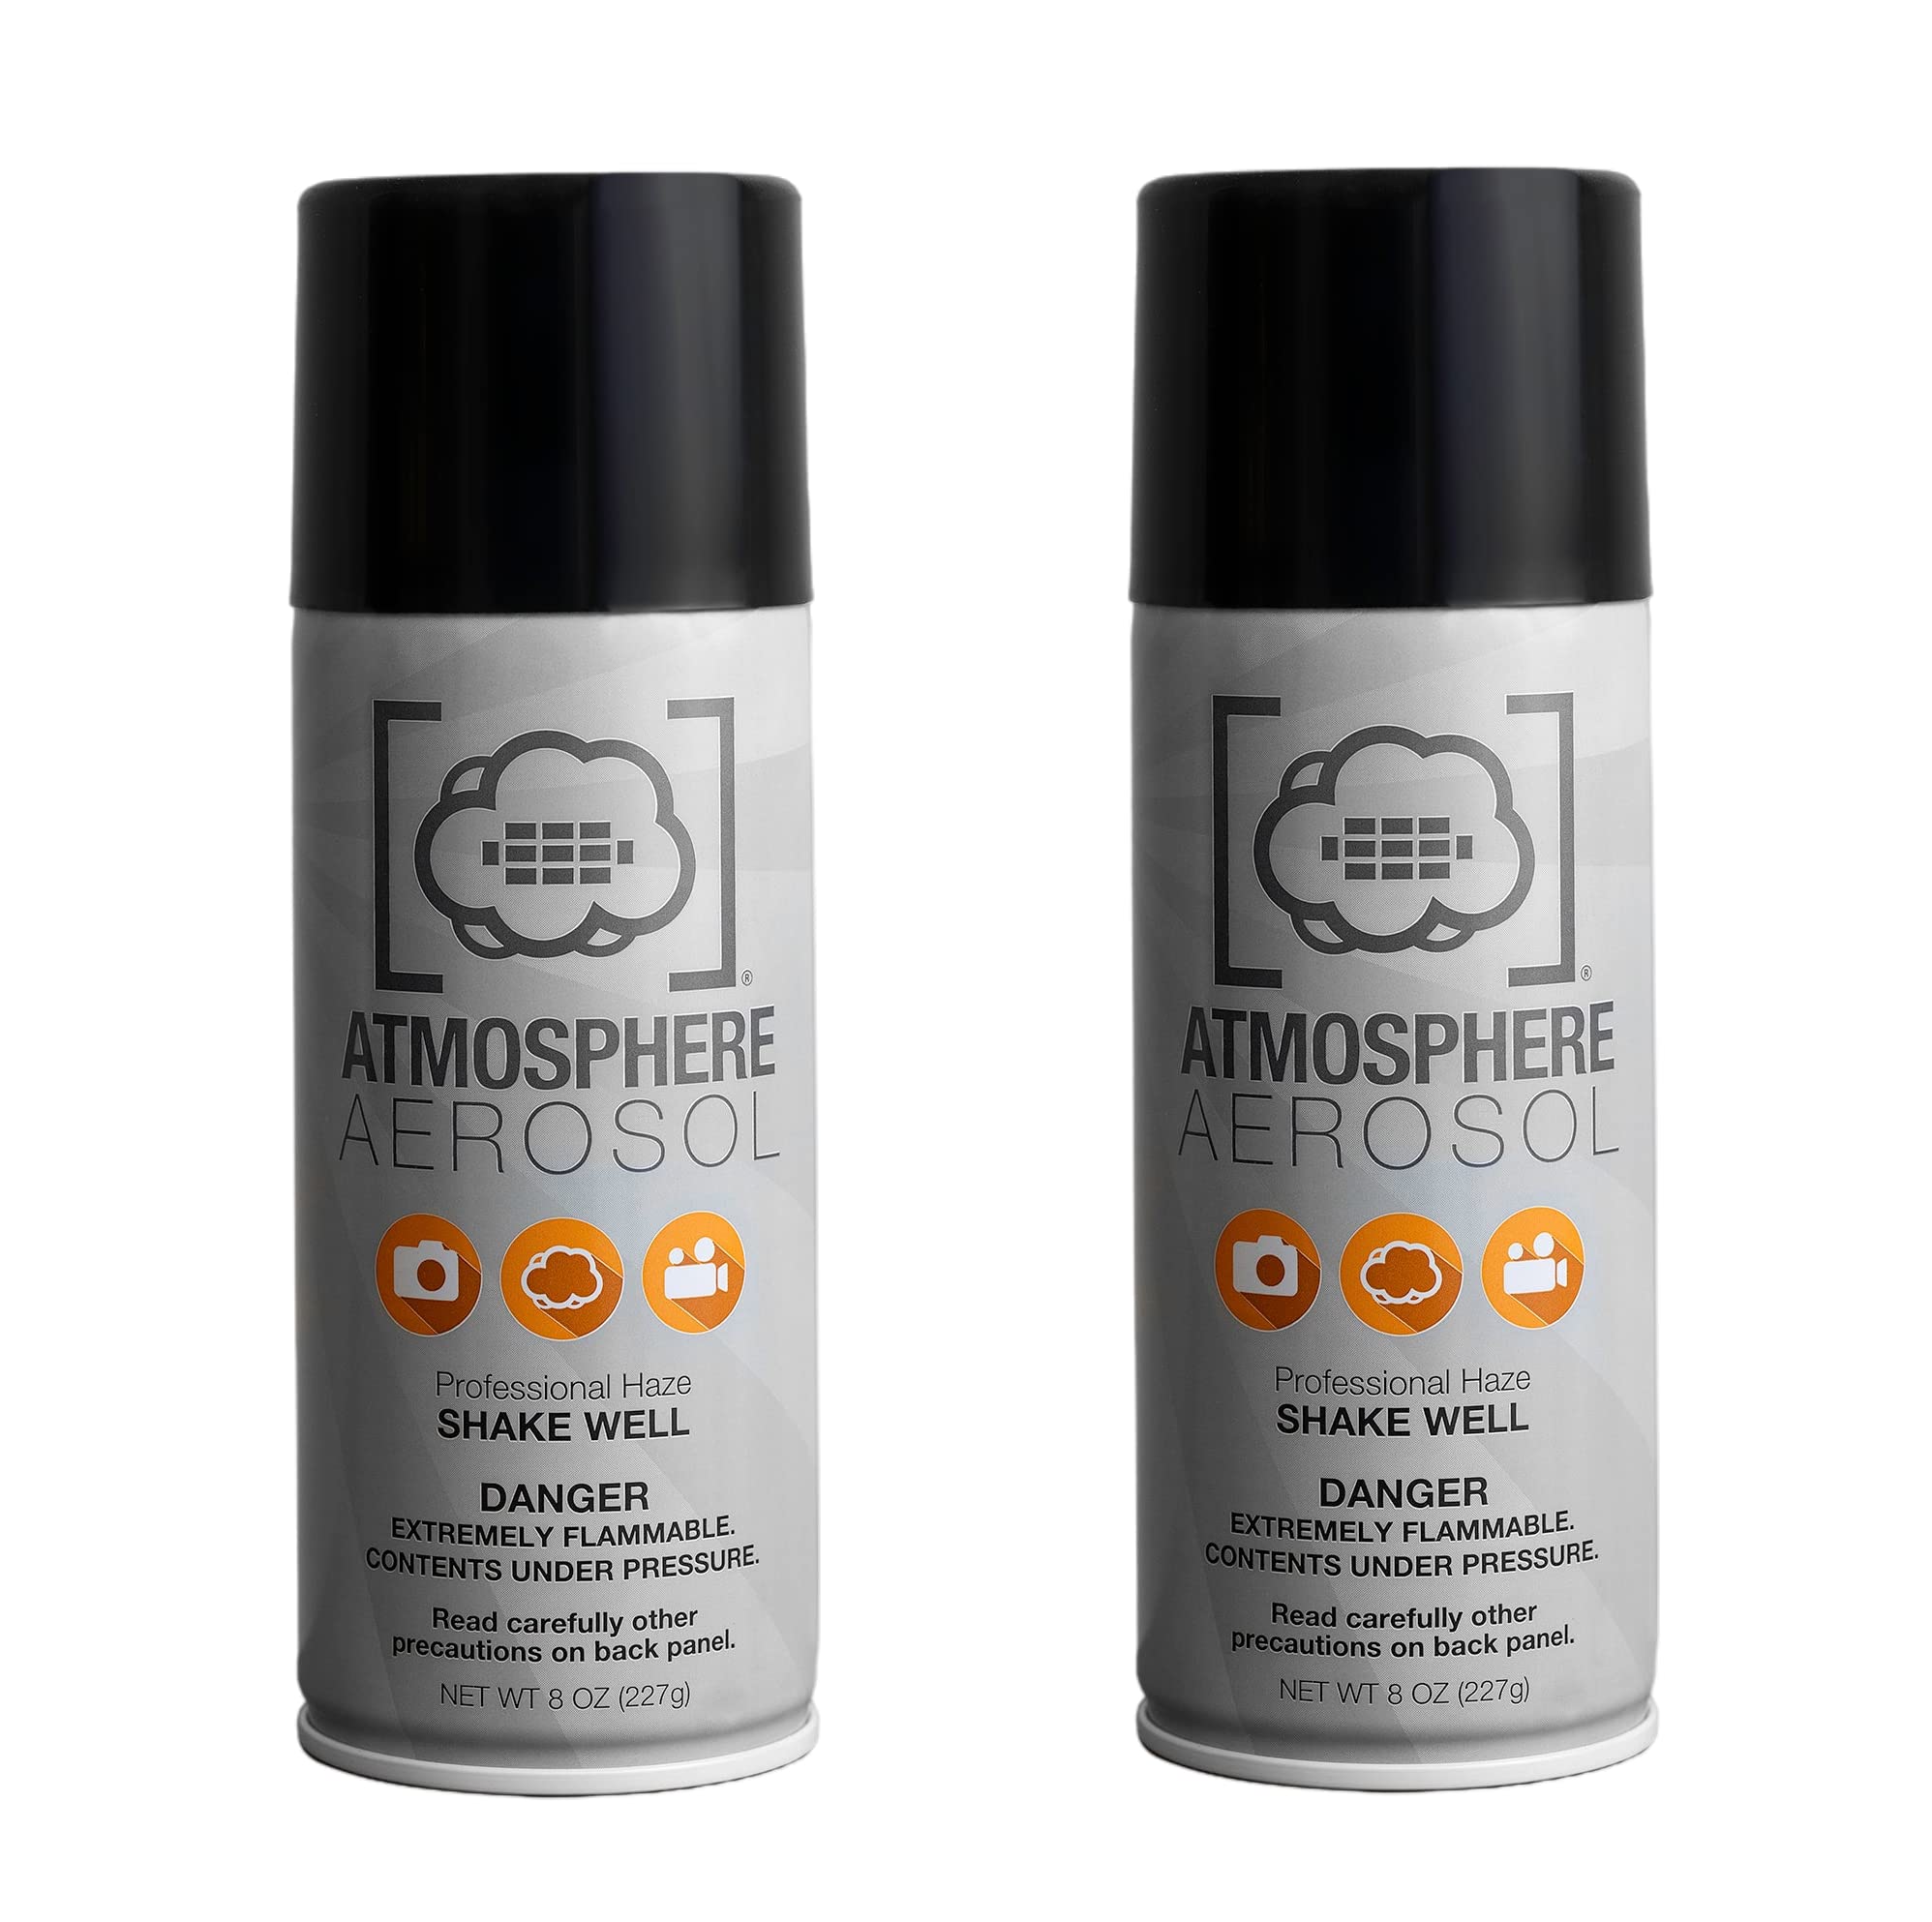 ®
ATMOSPHERE
AEROSOL
Professional Haze
SHAKE WELL
DANGER
EXTREMELY FLAMMABLE.
CONTENTS UNDER PRESSURE.
Read carefully other
precautions on back panel.
NET WT 8 OZ (227g)
®
ATMOSPHERE
AEROSOL
Professional Haze
SHAKE WELL
DANGER
EXTREMELY FLAMMABLE.
CONTENTS UNDER PRESSURE.
Read carefully other
precautions on back panel.
NET WT 8 OZ (227g)